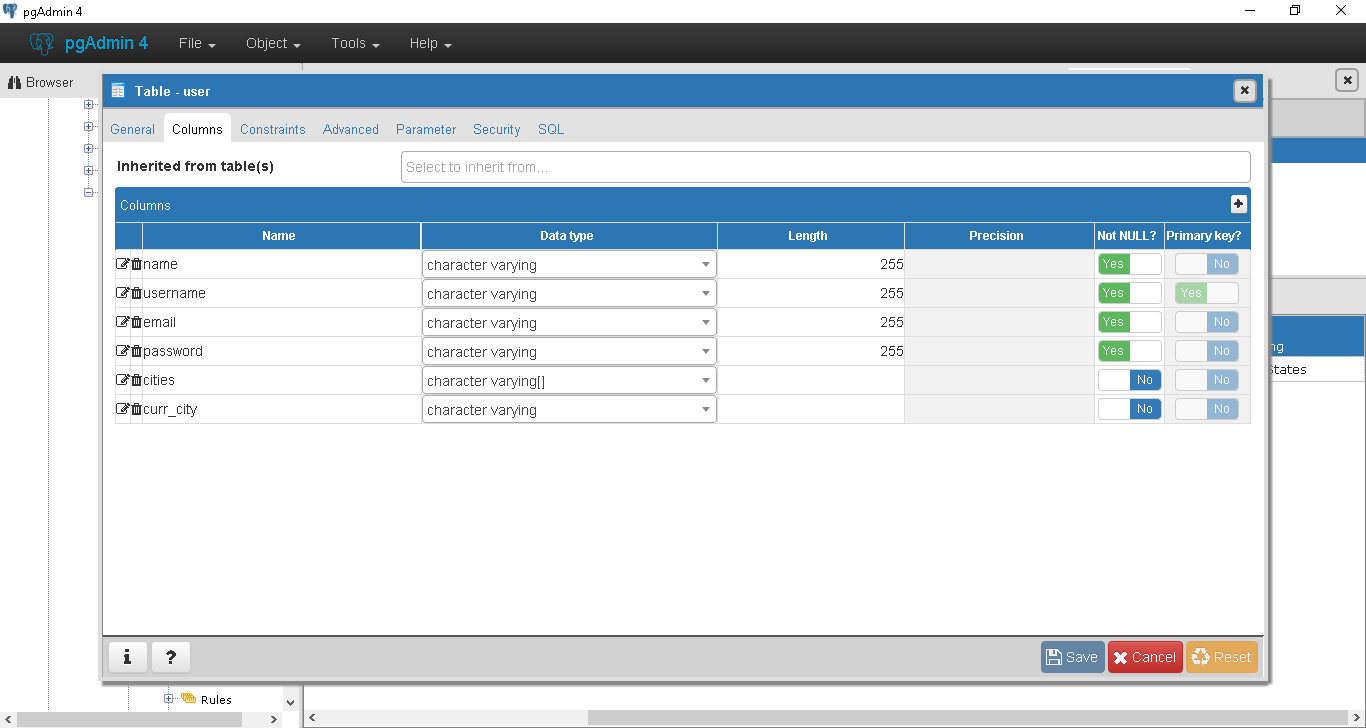 pgAdmin 4
pgAdmin 4 File Object Tools Help
Browser
Table - user
General Columns Constraints Advanced Parameter Security SQL
Inherited from table(s) Select to inherit from...
Columns
Name Data type Length Precision Not NULL? Primary key?
name character varying 255 Yes No
username character varying 255 Yes Yes
email character varying 255 Yes No
password character varying 255 Yes No
cities character varying[] No No
curr_city character varying No No
i ? Save Cancel Reset
Rules